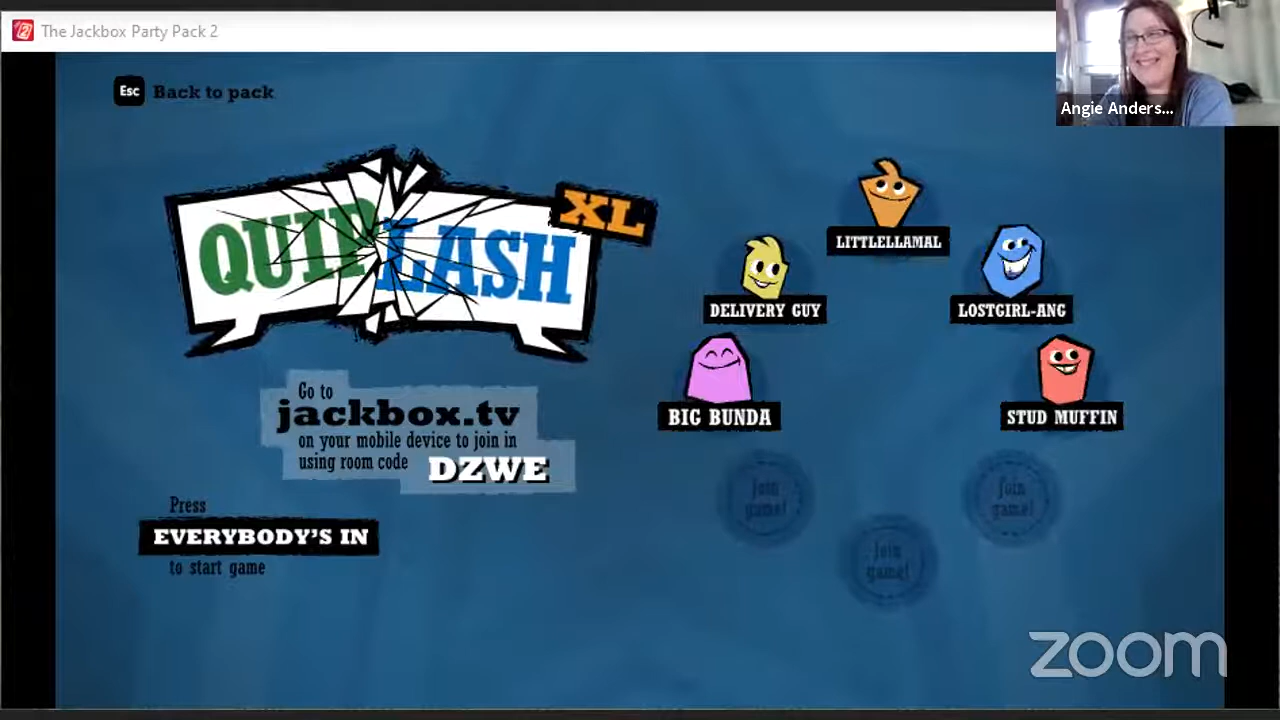 The Jackbox Party Pack 2
Angie Anders...
Esc Back to pack
QUIPLASH XL
LITTLELLAMAL
DELIVERY GUY
LOSTGIRL-ANG
BIG BUNDA
STUD MUFFIN
Go to
jackbox.tv
on your mobile device to join in
using room code DZWE
Join
game!
Join
game!
Join
game!
Press
EVERYBODY'S IN
to start game
zoom